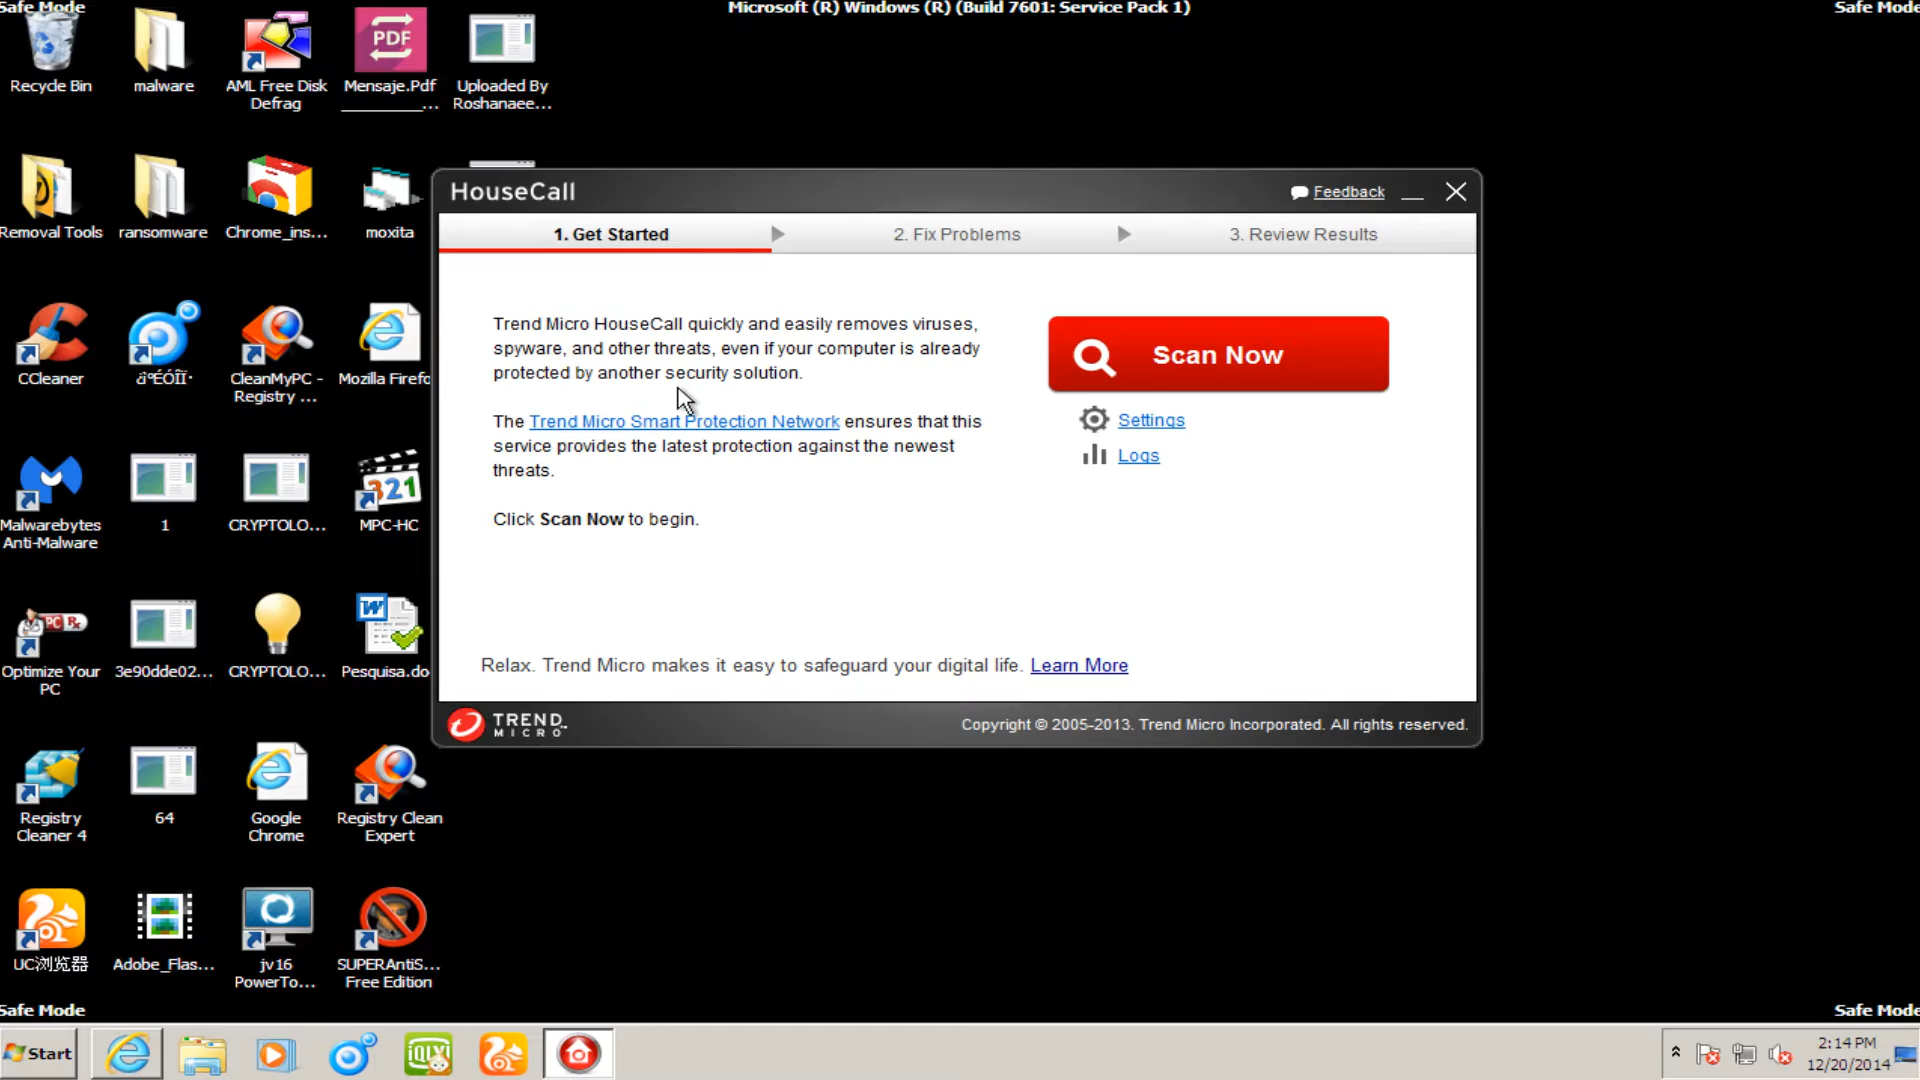 Safe Mode
Microsoft (R) Windows (R) (Build 7601: Service Pack 1)
Safe Mode
Recycle Bin
malware
AML Free Disk
Defrag
PDF
Mensaje.Pdf
_________...
Uploaded By
Roshanaee...
Removal Tools
ransomware
Chrome_ins...
moxita
CCleaner
äºÉÓÎÏ·
CleanMyPC -
Registry ...
Mozilla Firefo
Malwarebytes
Anti-Malware
1
CRYPTOLO...
321
MPC-HC
PC Rx
Optimize Your
PC
3e90dde02...
CRYPTOLO...
W
Pesquisa.do
Registry
Cleaner 4
64
Google
Chrome
Registry Clean
Expert
UC浏览器
Adobe_Flas...
jv16
PowerTo...
SUPERAntiS...
Free Edition
HouseCall
Feedback
1. Get Started
2. Fix Problems
3. Review Results
Trend Micro HouseCall quickly and easily removes viruses,
spyware, and other threats, even if your computer is already
protected by another security solution.
The Trend Micro Smart Protection Network ensures that this
service provides the latest protection against the newest
threats.
Click Scan Now to begin.
Scan Now
Settings
Logs
Relax. Trend Micro makes it easy to safeguard your digital life. Learn More
TREND
MICRO™
Copyright © 2005-2013. Trend Micro Incorporated. All rights reserved.
Safe Mode
Safe Mode
Start
iQIYI
2:14 PM
12/20/2014